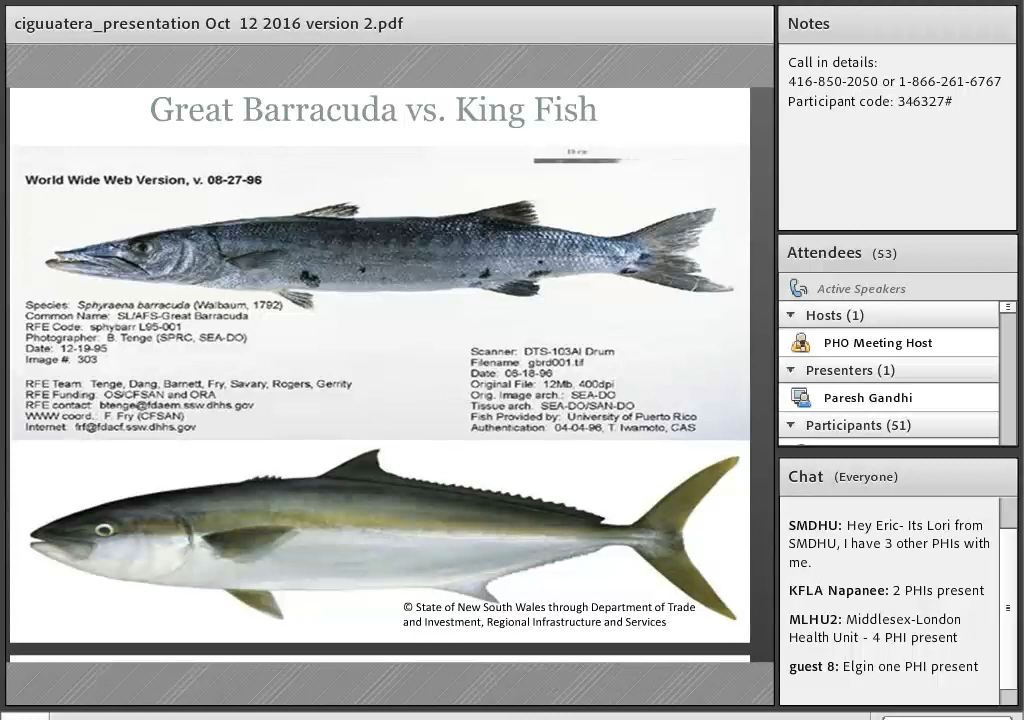 ciguuatera_presentation Oct 12 2016 version 2.pdf
Great Barracuda vs. King Fish
10 cm
World Wide Web Version, v. 08-27-96
Species: Sphyraena barracuda (Walbaum, 1792)
Common Name: SL/AFS-Great Barracuda
RFE Code: sphybarr L95-001
Photographer: B. Tenge (SPRC, SEA-DO)
Date: 12-19-95
Image #: 303
RFE Team: Tenge, Dang, Barnett, Fry, Savary, Rogers, Gerrity
RFE Funding: OS/CFSAN and ORA
RFE contact: btenge@fdaem.ssw.dhhs.gov
WWW coord.: F. Fry (CFSAN)
Internet: frf@fdacf.ssw.dhhs.gov
Scanner: DTS-103AI Drum
Filename: gbrd001.tif
Date: 06-18-96
Original File: 12Mb, 400dpi
Orig. Image arch.: SEA-DO
Tissue arch. SEA-DO/SAN-DO
Fish Provided by: University of Puerto Rico
Authentication: 04-04-96, T. Iwamoto, CAS
© State of New South Wales through Department of Trade
and Investment, Regional Infrastructure and Services
Notes
Call in details:
416-850-2050 or 1-866-261-6767
Participant code: 346327#
Attendees (53)
Active Speakers
Hosts (1)
PHO Meeting Host
Presenters (1)
Paresh Gandhi
Participants (51)
Chat (Everyone)
SMDHU: Hey Eric- Its Lori from
SMDHU, I have 3 other PHIs with
me.
KFLA Napanee: 2 PHIs present
MLHU2: Middlesex-London
Health Unit - 4 PHI present
guest 8: Elgin one PHI present